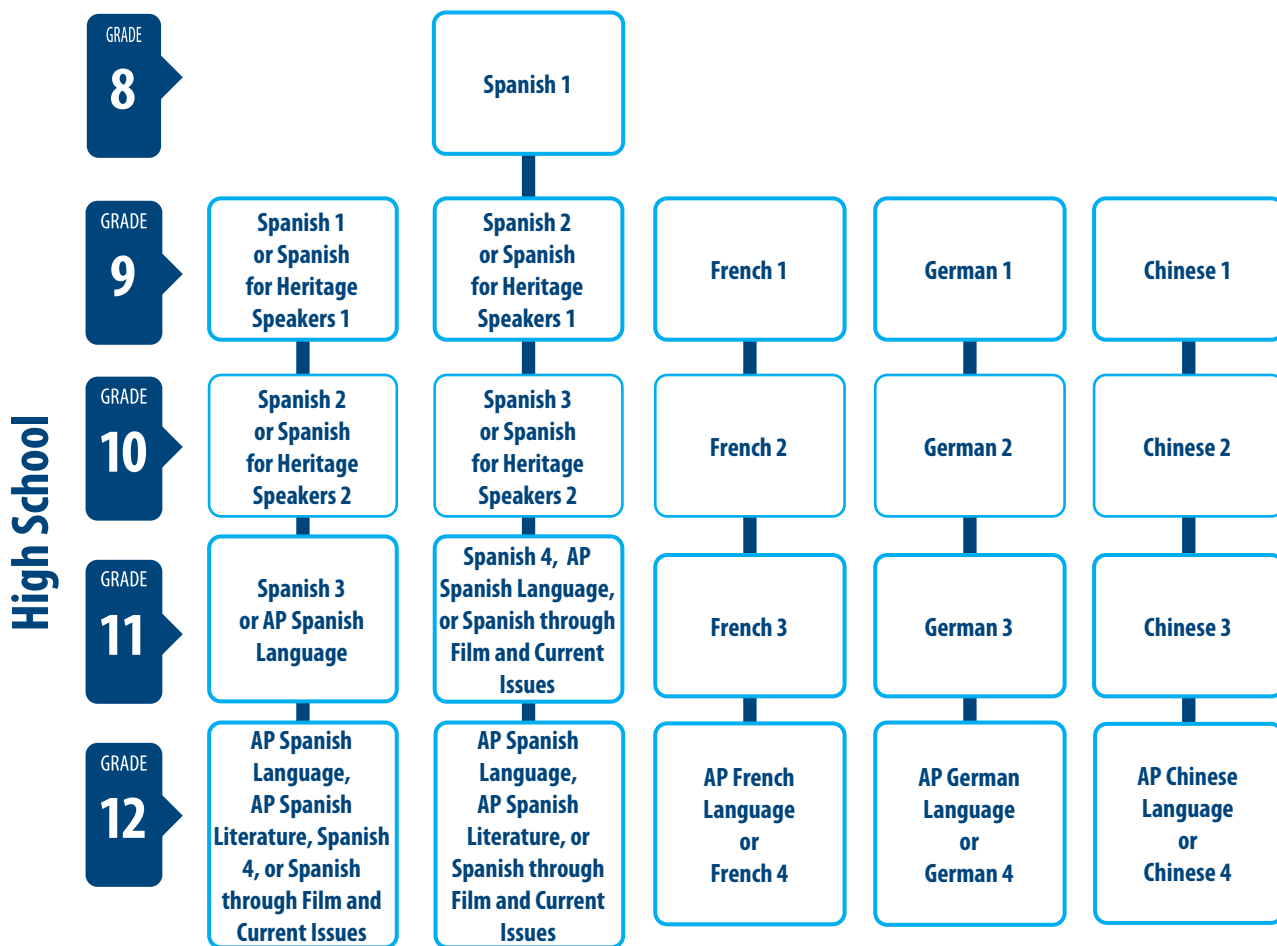 High School
GRADE
8
Spanish 1
GRADE
9
Spanish 1
or Spanish
for Heritage
Speakers 1
Spanish 2
or Spanish
for Heritage
Speakers 1
French 1
German 1
Chinese 1
GRADE
10
Spanish 2
or Spanish
for Heritage
Speakers 2
Spanish 3
or Spanish
for Heritage
Speakers 2
French 2
German 2
Chinese 2
GRADE
11
Spanish 3
or AP Spanish
Language
Spanish 4, AP
Spanish Language,
or Spanish through
Film and Current
Issues
French 3
German 3
Chinese 3
GRADE
12
AP Spanish
Language,
AP Spanish
Literature, Spanish
4, or Spanish
through Film and
Current Issues
AP Spanish
Language,
AP Spanish
Literature, or
Spanish through
Film and Current
Issues
AP French
Language
or
French 4
AP German
Language
or
German 4
AP Chinese
Language
or
Chinese 4